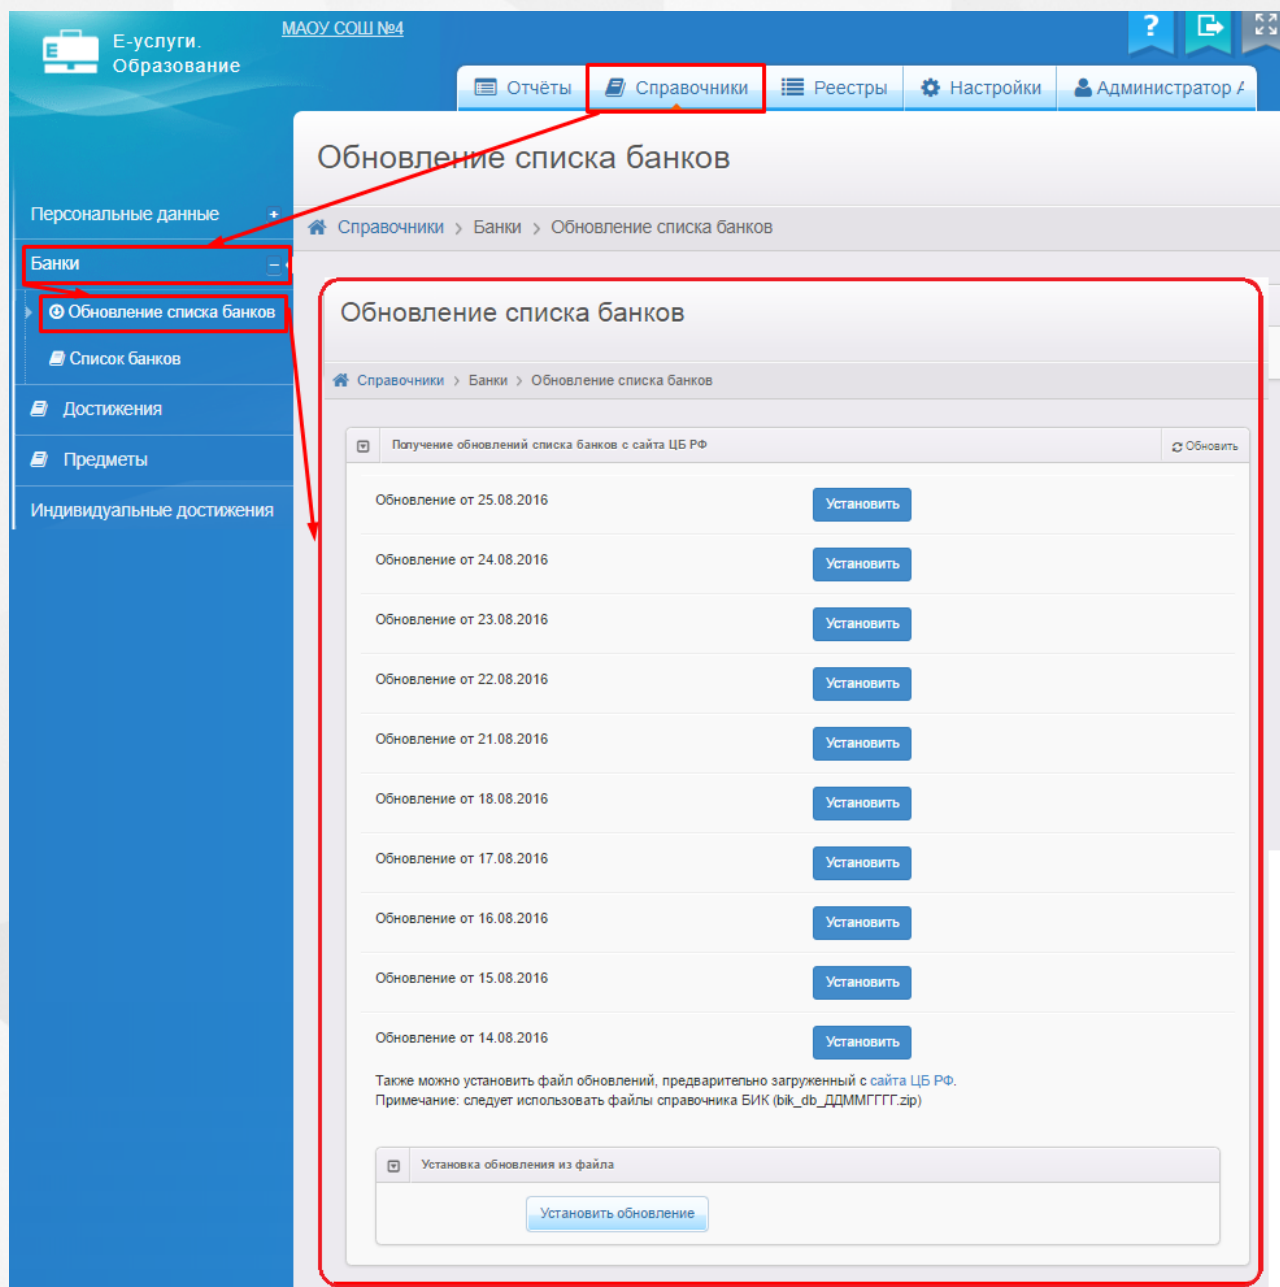 Е-услуги.
Образование
МАОУ СОШ №4
?
Отчёты
Справочники
Реестры
Настройки
Администратор
Обновление списка банков
Справочники > Банки > Обновление списка банков
Персональные данные
Банки
Обновление списка банков
Список банков
Достижения
Предметы
Индивидуальные достижения
Обновление списка банков
Справочники > Банки > Обновление списка банков
Получение обновлений списка банков с сайта ЦБ РФ
Обновить
Обновление от 25.08.2016 Установить
Обновление от 24.08.2016 Установить
Обновление от 23.08.2016 Установить
Обновление от 22.08.2016 Установить
Обновление от 21.08.2016 Установить
Обновление от 18.08.2016 Установить
Обновление от 17.08.2016 Установить
Обновление от 16.08.2016 Установить
Обновление от 15.08.2016 Установить
Обновление от 14.08.2016 Установить
Также можно установить файл обновлений, предварительно загруженный с сайта ЦБ РФ.
Примечание: следует использовать файлы справочника БИК (bik_db_ДДММГГГГ.zip)
Установка обновления из файла
Установить обновление